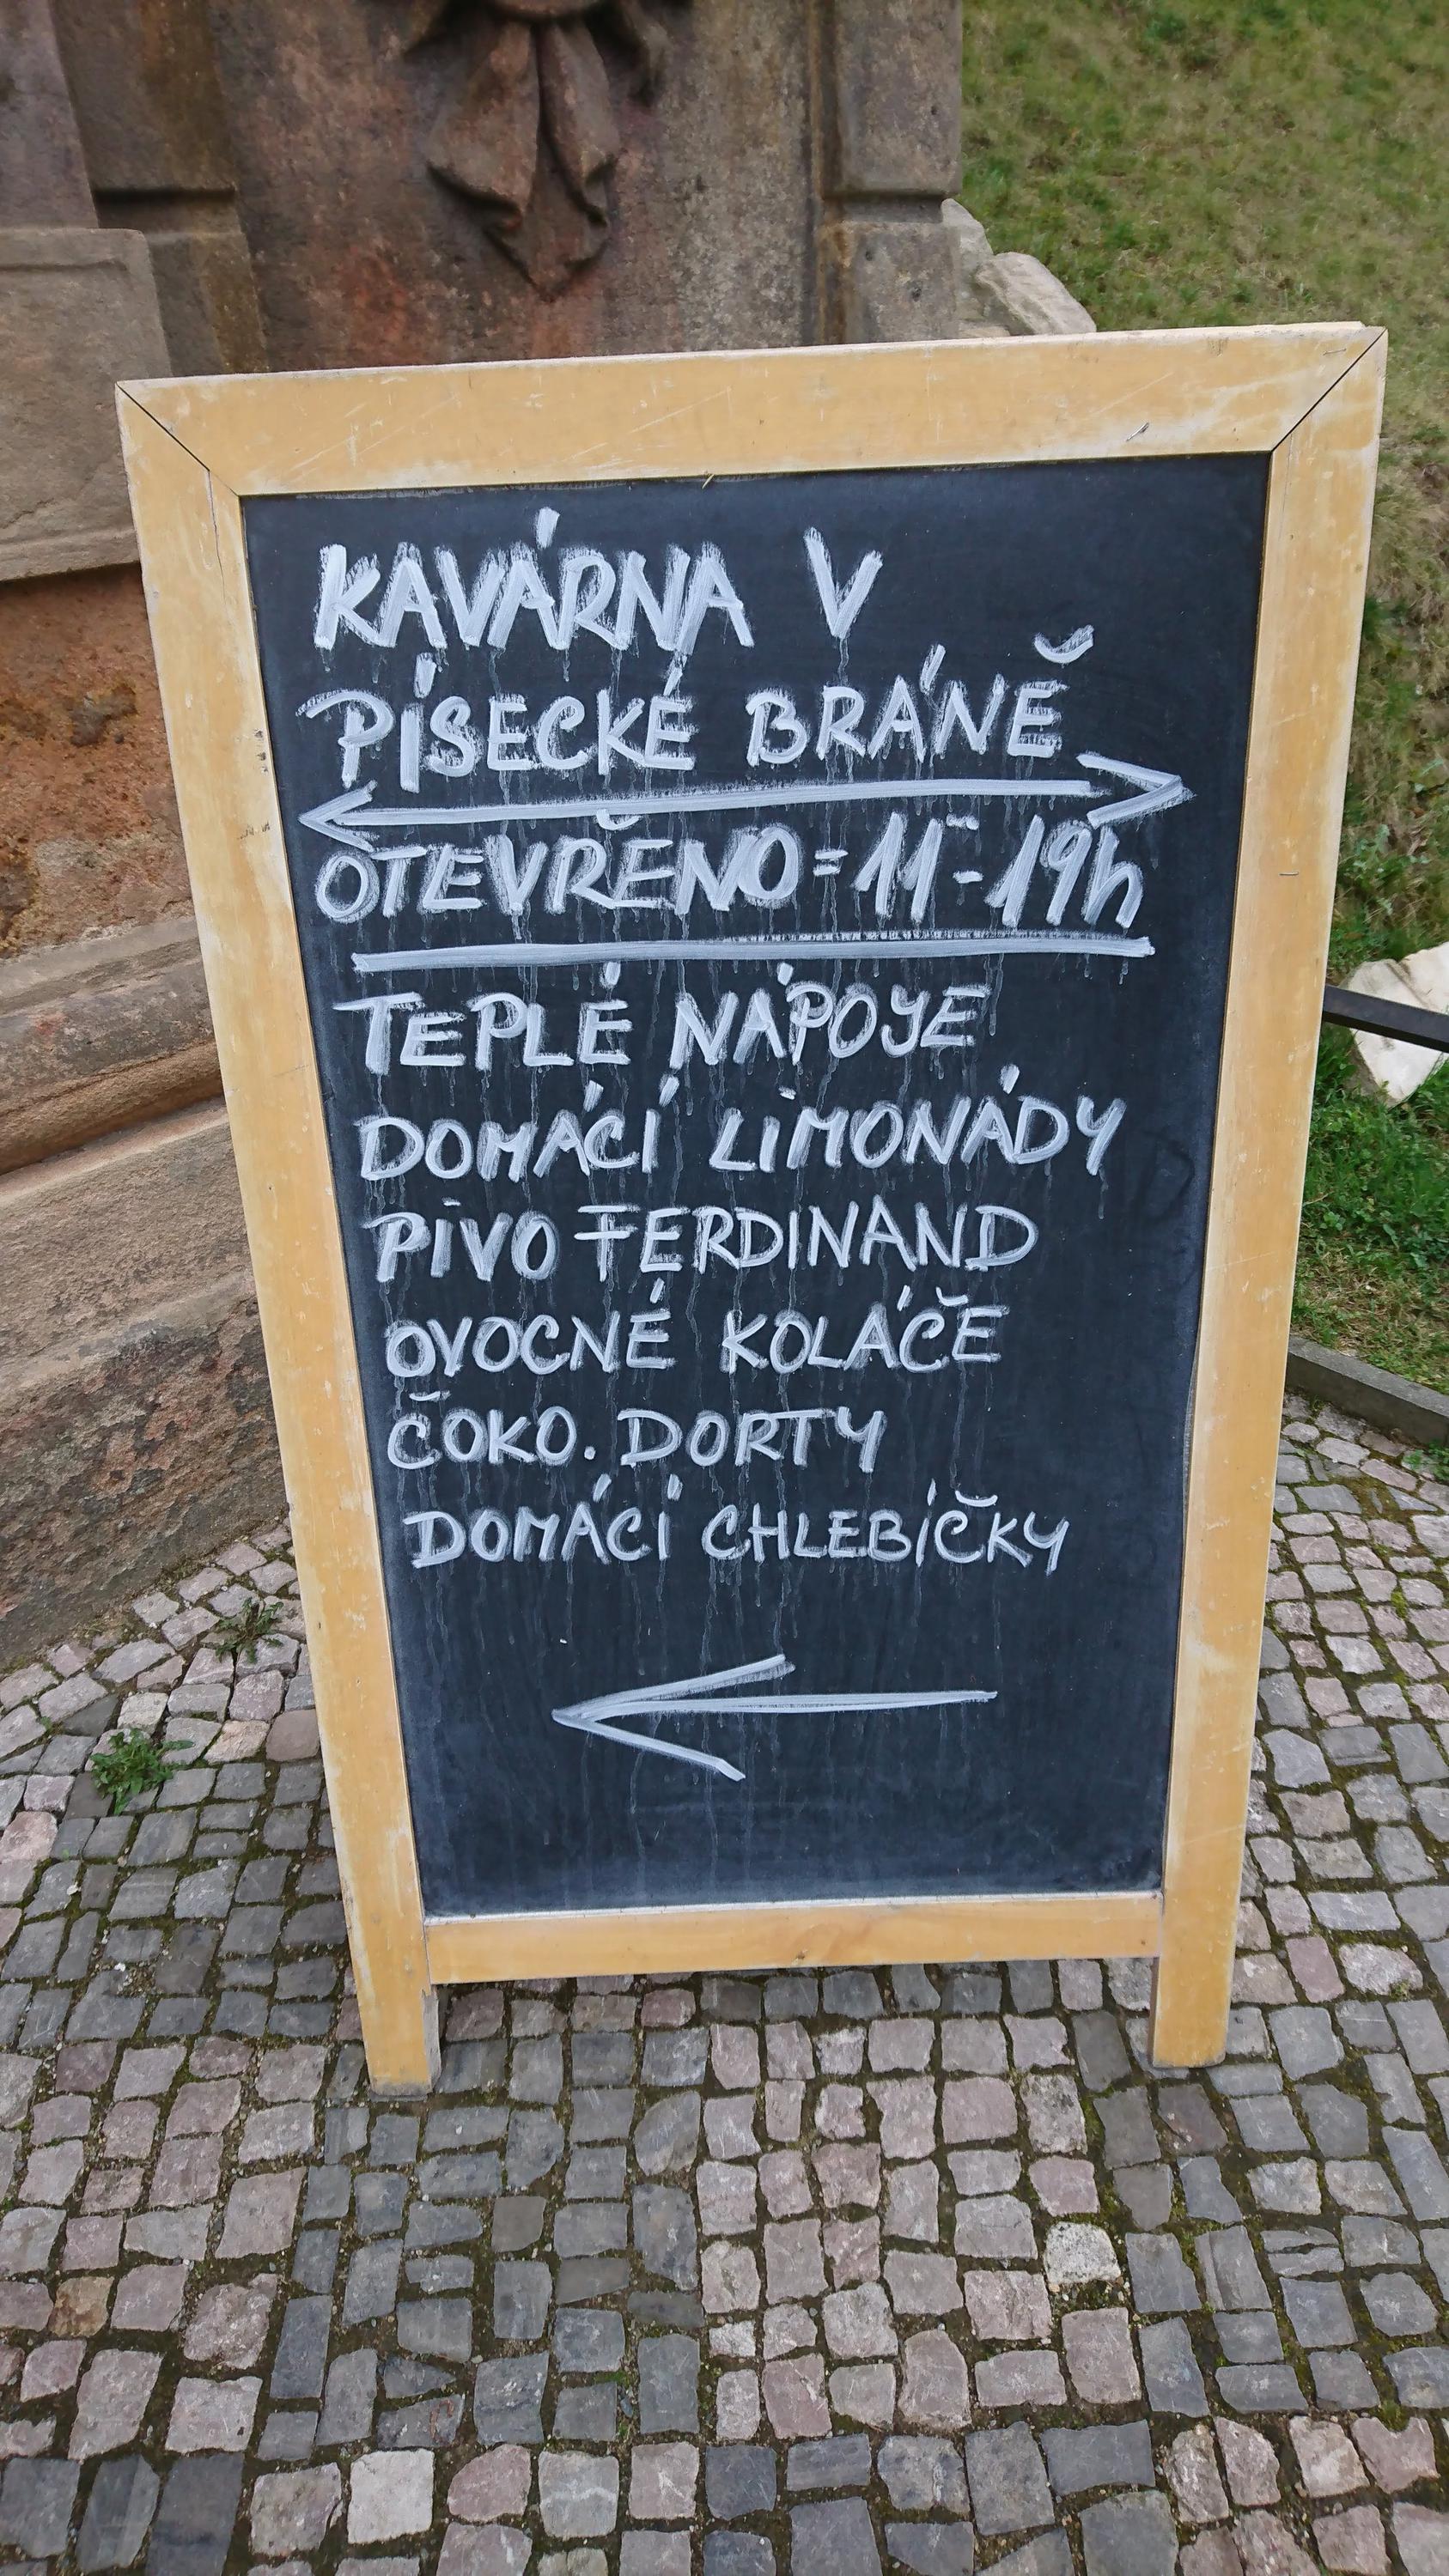 KAVÁRNA V
PÍSECKÉ BRÁNĚ
OTEVŘENO = 11 - 19h
TEPLÉ NÁPOJE
DOMÁCÍ LIMONÁDY
PIVO FERDINAND
OVOCNÉ KOLÁČE
ČOKO. DORTY
DOMÁCÍ CHLEBÍČKY